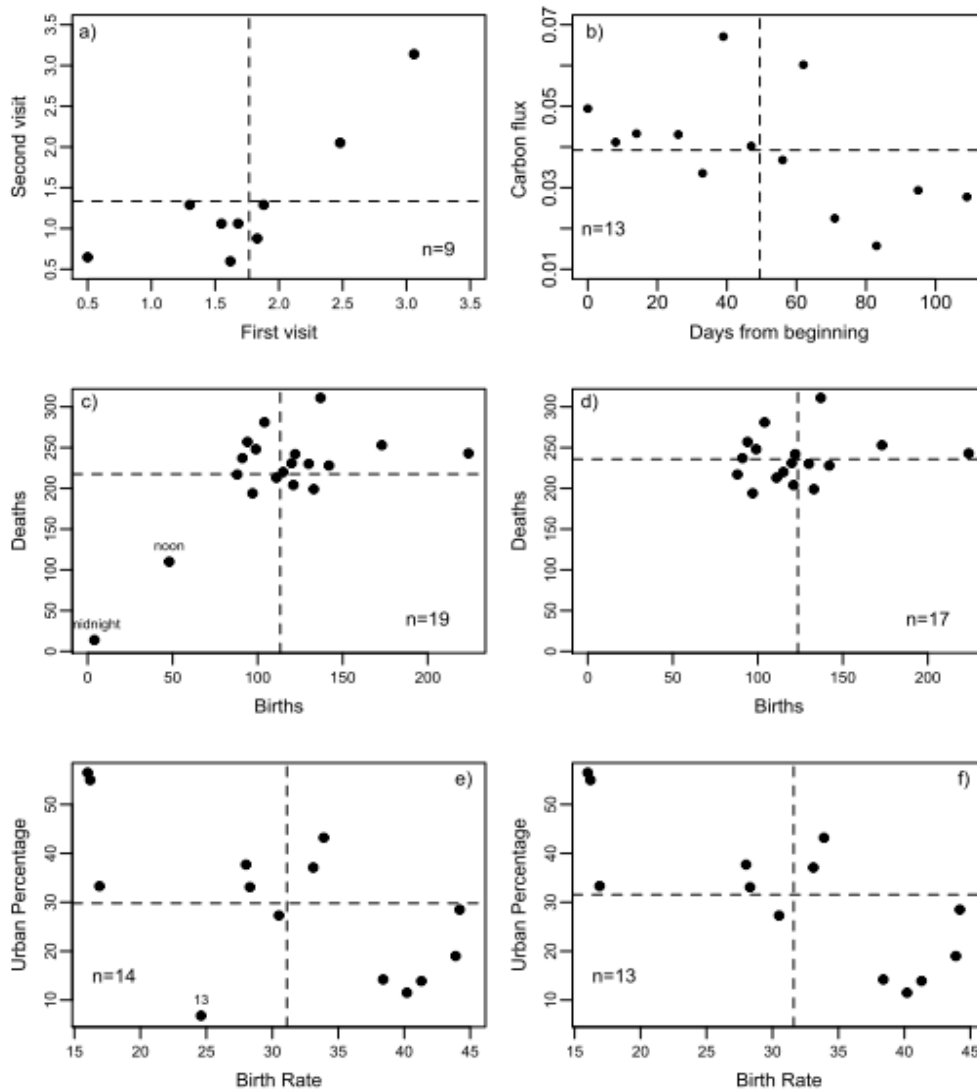 a)
3.5
3.0
2.5
2.0
1.5
1.0
0.5
Second visit
n=9
0.5 1.0 1.5 2.0 2.5 3.0 3.5
First visit
b)
0.07
0.05
0.03
0.01
Carbon flux
n=13
0 20 40 60 80 100
Days from beginning
c)
300
250
200
150
100
50
0
Deaths
noon
nidnight
n=19
0 50 100 150 200
Births
d)
300
250
200
150
100
50
0
Deaths
n=17
0 50 100 150 200
Births
e)
50
40
30
20
10
Urban Percentage
n=14
13
15 20 25 30 35 40 45
Birth Rate
f)
50
40
30
20
10
Urban Percentage
n=13
15 20 25 30 35 40 45
Birth Rate